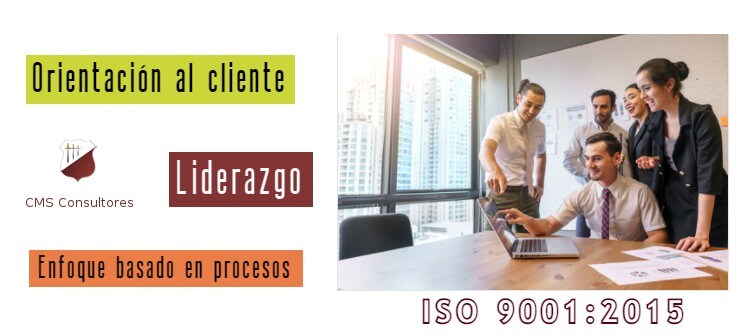 Orientación al cliente
CMS Consultores
Liderazgo
Enfoque basado en procesos
ISO 9001:2015